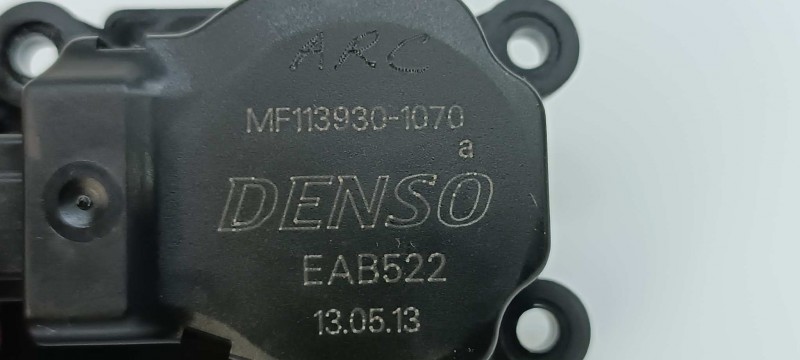 ARC
MF113930-1070
a
DENSO
EAB522
13.05.13